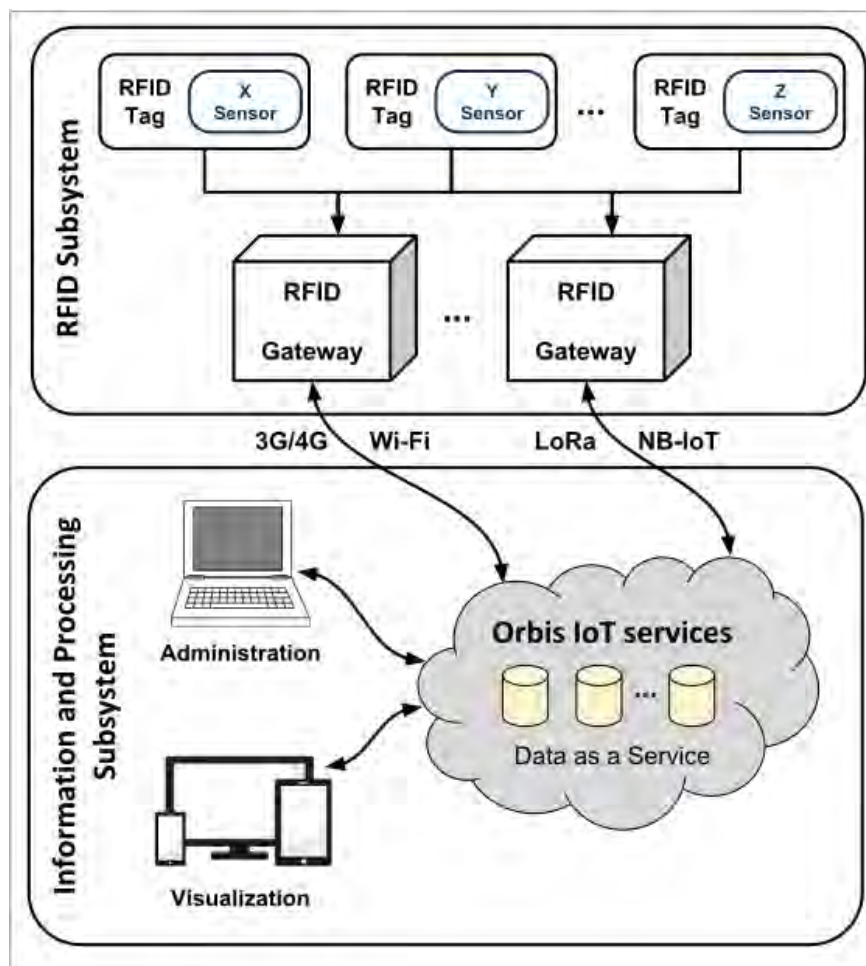 RFID Subsystem
RFID
Tag
X
Sensor
RFID
Tag
Y
Sensor
...
RFID
Tag
Z
Sensor
RFID
Gateway
...
RFID
Gateway
3G/4G
Wi-Fi
LoRa
NB-IoT
Information and Processing
Subsystem
Administration
Visualization
Orbis IoT services
...
Data as a Service